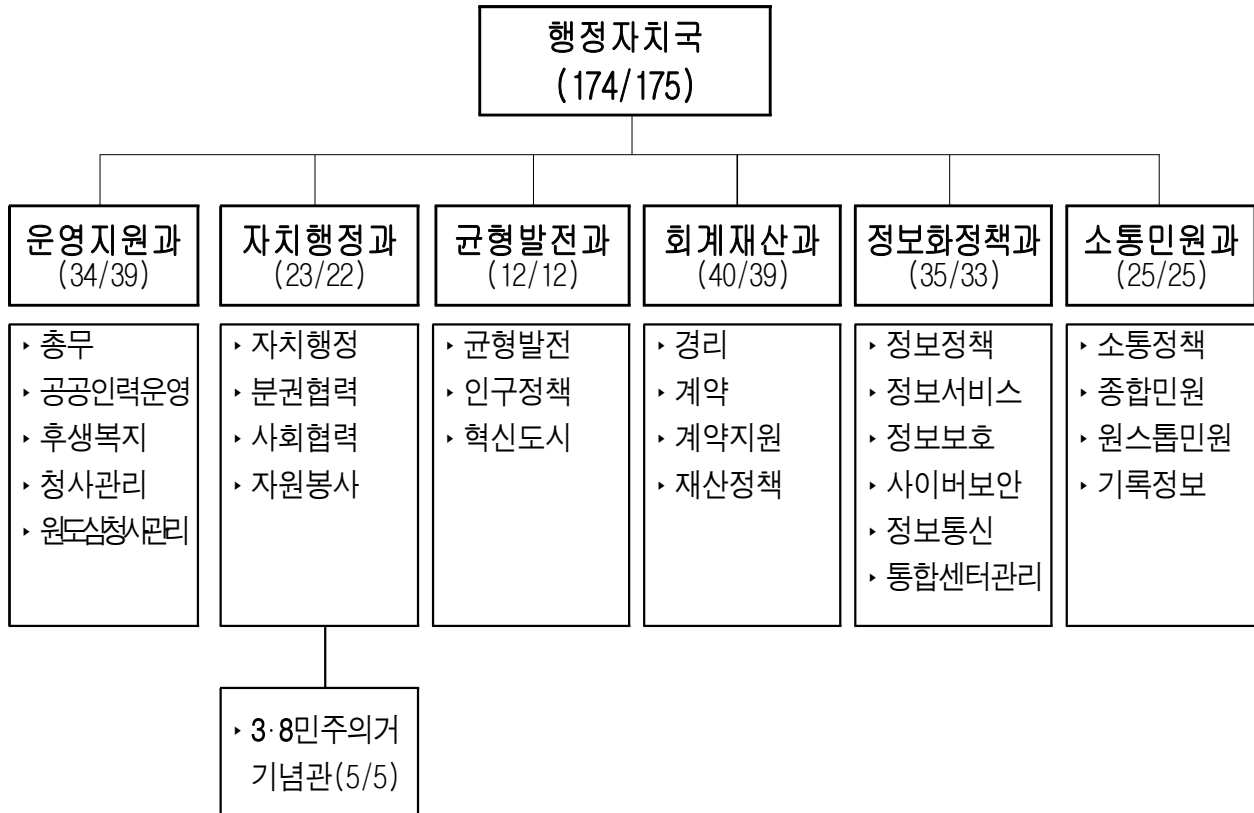 행정자치국
(174/175)
운영지원과
(34/39)
▸ 총무
▸ 공공인력운영
▸ 후생복지
▸ 청사관리
▸ 원도심청사관리
자치행정과
(23/22)
▸ 자치행정
▸ 분권협력
▸ 사회협력
▸ 자원봉사
▸ 3·8민주의거
기념관(5/5)
균형발전과
(12/12)
▸ 균형발전
▸ 인구정책
▸ 혁신도시
회계재산과
(40/39)
▸ 경리
▸ 계약
▸ 계약지원
▸ 재산정책
정보화정책과
(35/33)
▸ 정보정책
▸ 정보서비스
▸ 정보보호
▸ 사이버보안
▸ 정보통신
▸ 통합센터관리
소통민원과
(25/25)
▸ 소통정책
▸ 종합민원
▸ 원스톱민원
▸ 기록정보